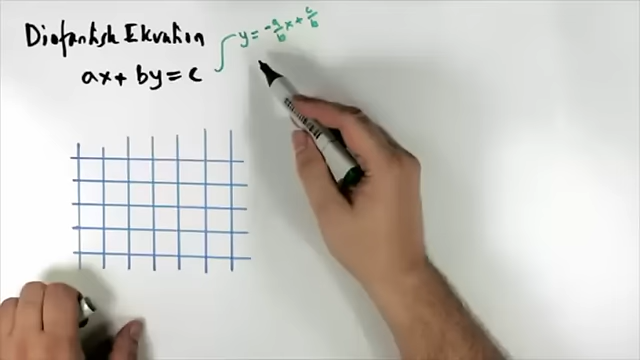 Diofantisk Ekvation
y = -a/b x + c/b
ax + by = c